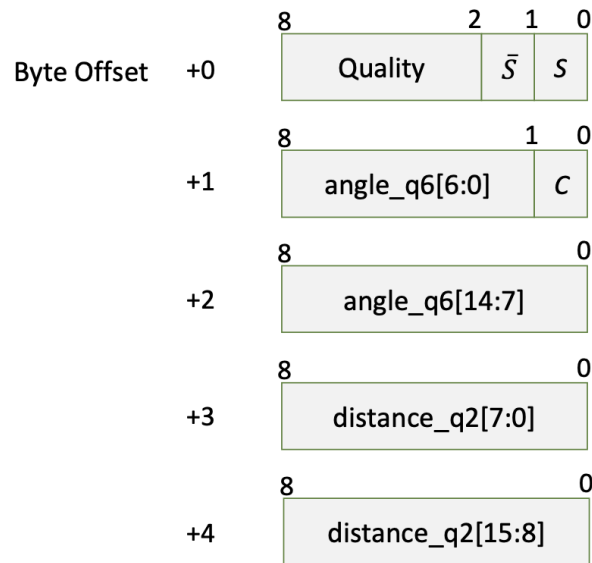 8 2 1 0
Byte Offset +0 Quality S̄ S
8 1 0
+1 angle_q6[6:0] C
8 0
+2 angle_q6[14:7]
8 0
+3 distance_q2[7:0]
8 0
+4 distance_q2[15:8]